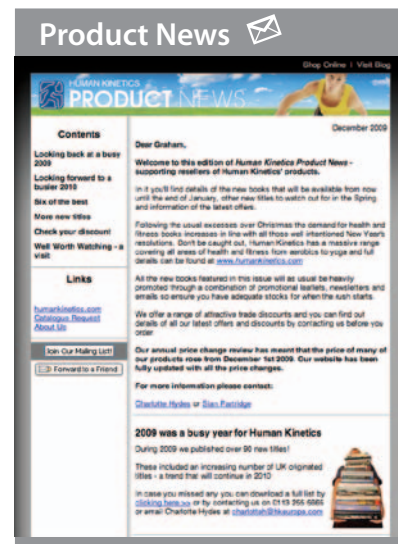 Product News
Shop Online | Visit Blog
HUMAN KINETICS
PRODUCT NEWS
December 2009
Contents
Looking back at a busy
2009
Looking forward to a
busier 2010
Six of the best
More new titles
Check your discount!
Well Worth Watching - a
visit
Links
humankinetics.com
Catalogue Request
About Us
Join Our Mailing List!
Forward to a Friend
Dear Graham,
Welcome to this edition of Human Kinetics Product News -
supporting resellers of Human Kinetics' products.
In it you'll find details of the new books that will be available from now
until the end of January, other new titles to watch out for in the Spring
and information of the latest offers.
Following the usual excesses over Christmas the demand for health and
fitness books increases in line with all those well intentioned New Year's
resolutions. Don't be caught out, Human Kinetics has a massive range
covering all areas of health and fitness from aerobics to yoga and full
details can be found at www.humankinetics.com
All the new books featured in this issue will as usual be heavily
promoted through a combination of promotional leaflets, newsletters and
emails so ensure you have adequate stocks for when the rush starts.
We offer a range of attractive trade discounts and you can find out
details of all our latest offers and discounts by contacting us before you
order
Our annual price change review has meant that the price of many of
our products rose from December 1st 2009. Our website has been
fully updated with all the price changes.
For more information please contact:
Charlotte Hydes or Sian Partridge
2009 was a busy year for Human Kinetics
During 2009 we published over 90 new titles!
These included an increasing number of UK originated
titles - a trend that will continue in 2010
In case you missed any you can download a full list by
clicking here >> or by contacting us on 0113 255 5665
or email Charlotte Hydes at charlotteh@hkeurope.com